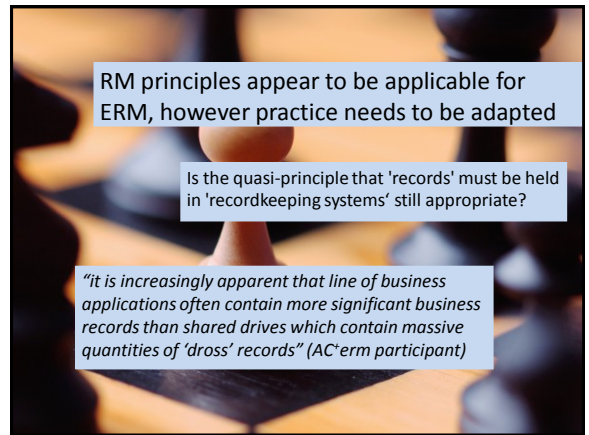 RM principles appear to be applicable for
ERM, however practice needs to be adapted
Is the quasi-principle that 'records' must be held
in 'recordkeeping systems‘ still appropriate?
“it is increasingly apparent that line of business
applications often contain more significant business
records than shared drives which contain massive
quantities of ‘dross’ records” (AC⁺erm participant)